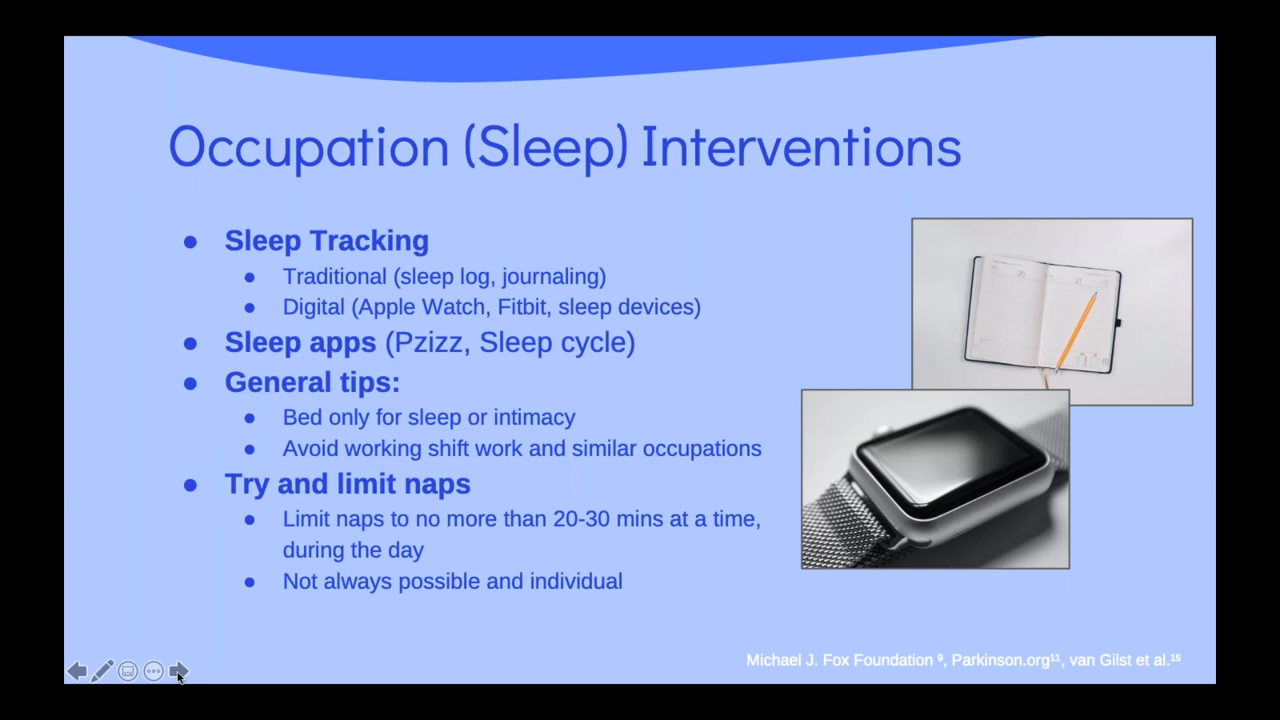 Occupation (Sleep) Interventions
● Sleep Tracking
● Traditional (sleep log, journaling)
● Digital (Apple Watch, Fitbit, sleep devices)
● Sleep apps (Pzizz, Sleep cycle)
● General tips:
● Bed only for sleep or intimacy
● Avoid working shift work and similar occupations
● Try and limit naps
● Limit naps to no more than 20-30 mins at a time,
during the day
● Not always possible and individual
20
21
Michael J. Fox Foundation ⁹, Parkinson.org¹¹, van Gilst et al.¹⁵